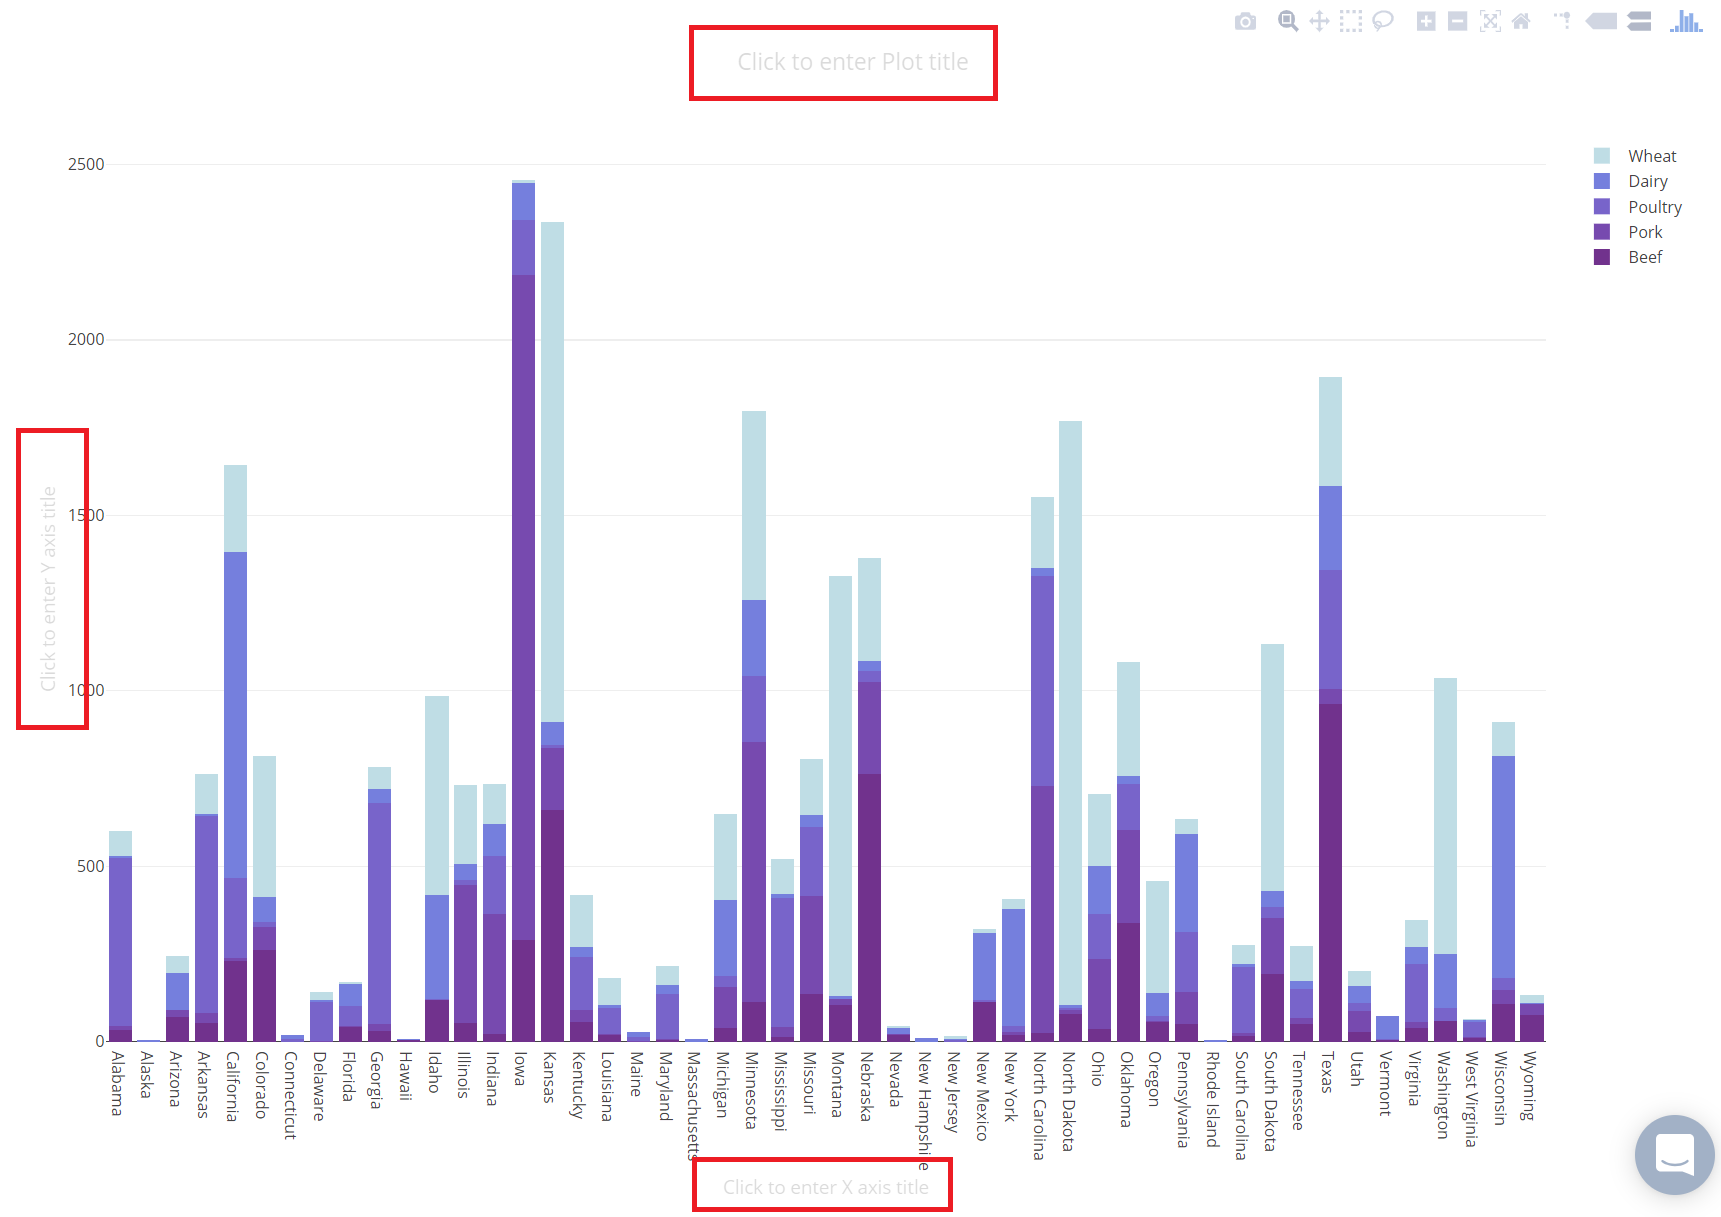 Click to enter Plot title
Wheat
Dairy
Poultry
Pork
Beef
2500
2000
1500
1000
500
0
Click to enter Y axis title
Alabama
Alaska
Arizona
Arkansas
California
Colorado
Connecticut
Delaware
Florida
Georgia
Hawaii
Idaho
Illinois
Indiana
Iowa
Kansas
Kentucky
Louisiana
Maine
Maryland
Massachusetts
Michigan
Minnesota
Mississippi
Missouri
Montana
Nebraska
Nevada
New Hampshire
New Jersey
New Mexico
New York
North Carolina
North Dakota
Ohio
Oklahoma
Oregon
Pennsylvania
Rhode Island
South Carolina
South Dakota
Tennessee
Texas
Utah
Vermont
Virginia
Washington
West Virginia
Wisconsin
Wyoming
Click to enter X axis title